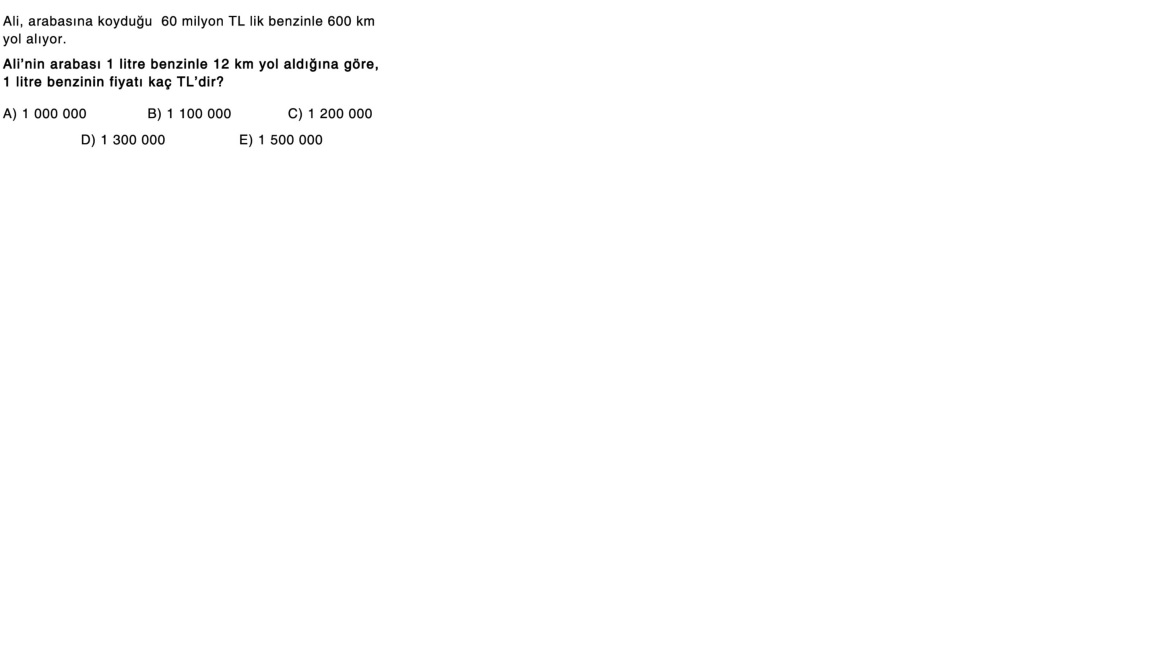 Ali, arabasına koyduğu 60 milyon TL lik benzinle 600 km
yol alıyor.
Ali'nin arabası 1 litre benzinle 12 km yol aldığına göre,
1 litre benzinin fiyatı kaç TL'dir?
A) 1 000 000 B) 1 100 000 C) 1 200 000
D) 1 300 000 E) 1 500 000